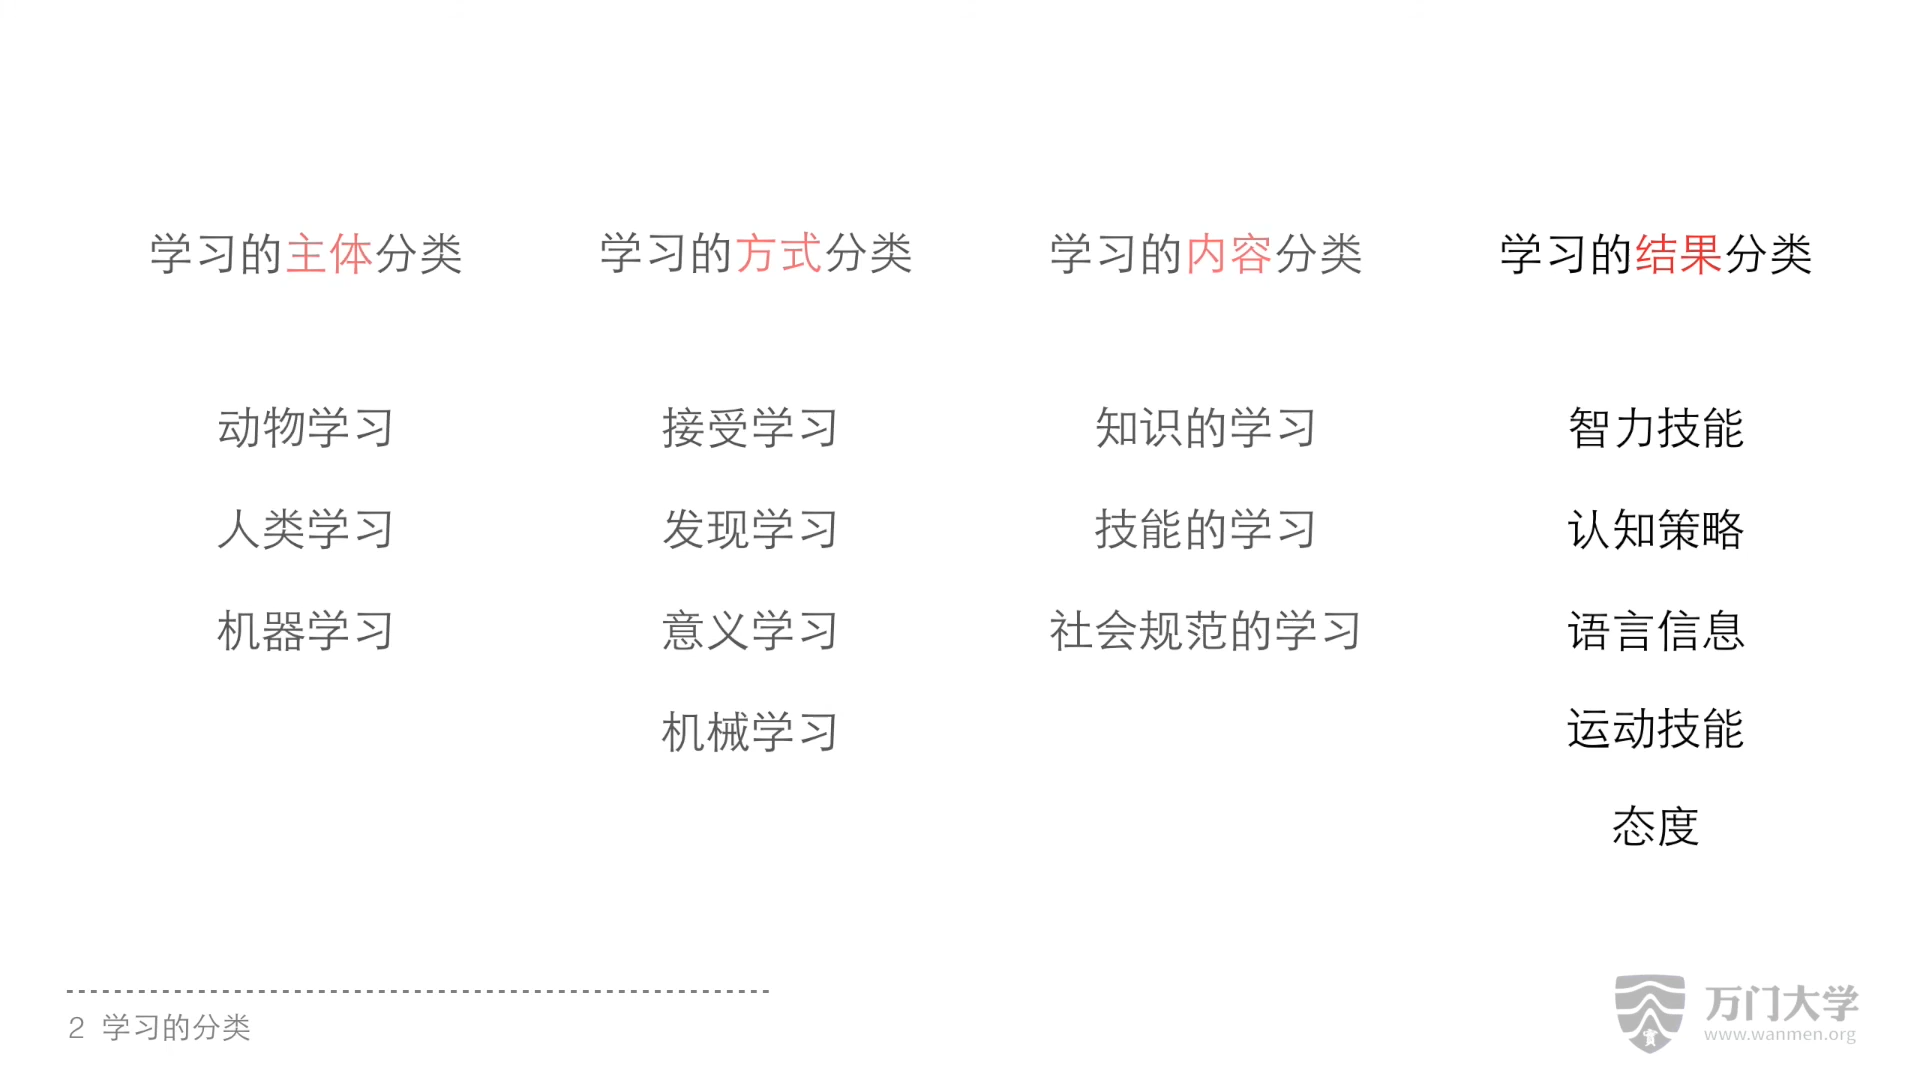 学习的主体分类
动物学习
人类学习
机器学习
学习的方式分类
接受学习
发现学习
意义学习
机械学习
学习的内容分类
知识的学习
技能的学习
社会规范的学习
学习的结果分类
智力技能
认知策略
语言信息
运动技能
态度
2 学习的分类
万门大学
www.wanmen.org